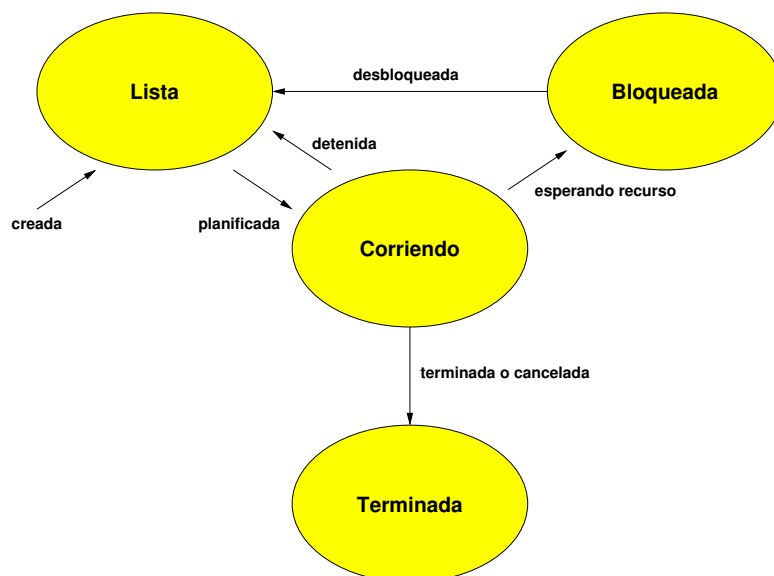 desbloqueada
Lista
Bloqueada
detenida
esperando recurso
creada
planificada
Corriendo
terminada o cancelada
Terminada